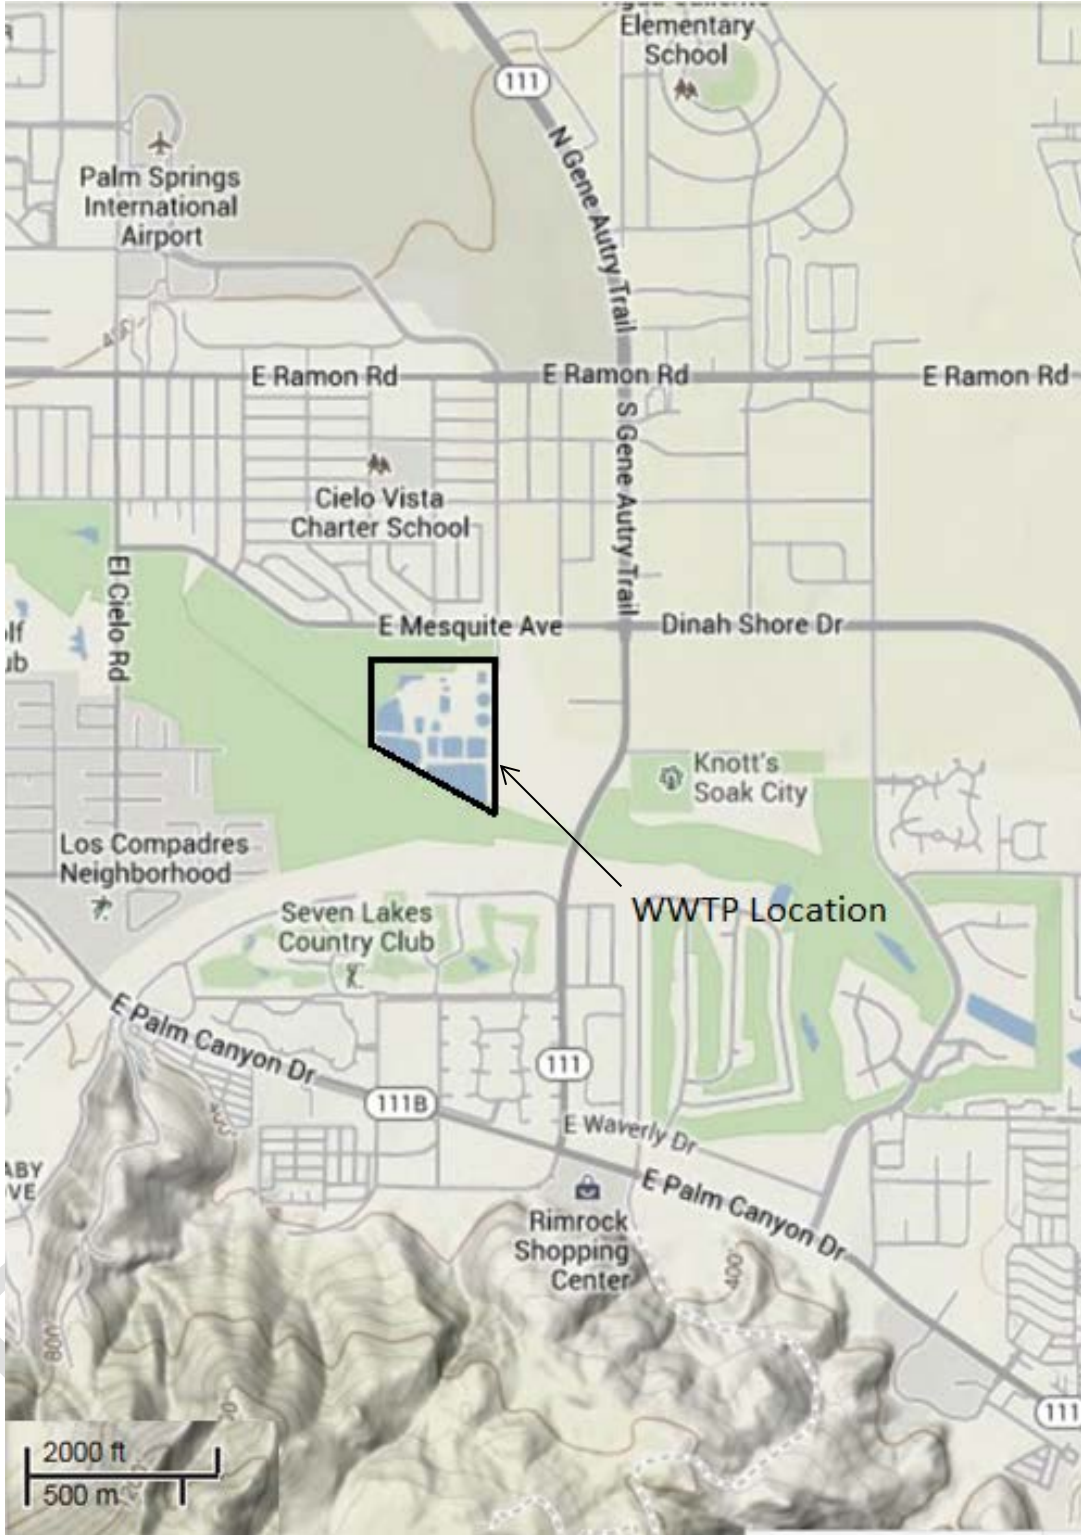 Elementary
School
111
N Gene Autry Trail
Palm Springs
International
Airport
E Ramon Rd
E Ramon Rd
E Ramon Rd
S Gene Autry Trail
Cielo Vista
Charter School
El Cielo Rd
E Mesquite Ave
Dinah Shore Dr
Knott's
Soak City
Los Compadres
Neighborhood
WWTP Location
Seven Lakes
Country Club
E Palm Canyon Dr
111
111B
400
E Waverly Dr
E Palm Canyon Dr
Rimrock
Shopping
Center
400
800
111
2000 ft
500 m